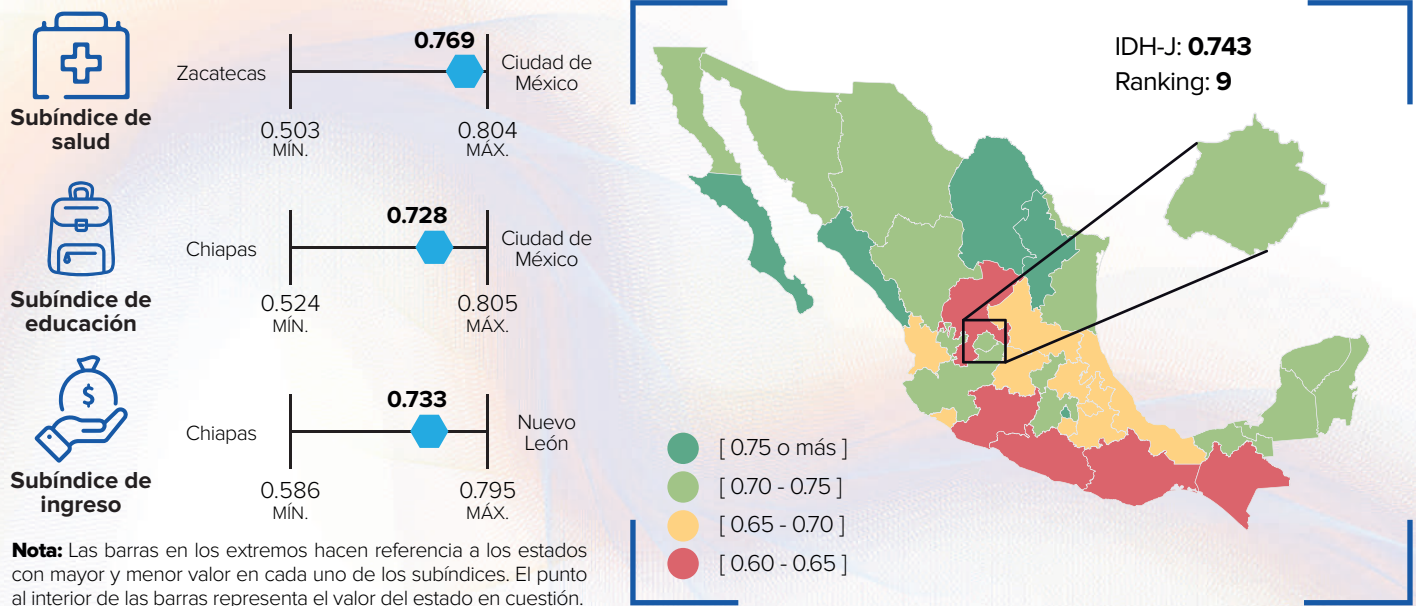 Subíndice de
salud
Zacatecas
0.769
Ciudad de
México
0.503
MÍN.
0.804
MÁX.
Subíndice de
educación
Chiapas
0.728
Ciudad de
México
0.524
MÍN.
0.805
MÁX.
$
Subíndice de
ingreso
Chiapas
0.733
Nuevo
León
0.586
MÍN.
0.795
MÁX.
Nota: Las barras en los extremos hacen referencia a los estados
con mayor y menor valor en cada uno de los subíndices. El punto
al interior de las barras representa el valor del estado en cuestión.
IDH-J: 0.743
Ranking: 9
[ 0.75 o más ]
[ 0.70 - 0.75 ]
[ 0.65 - 0.70 ]
[ 0.60 - 0.65 ]